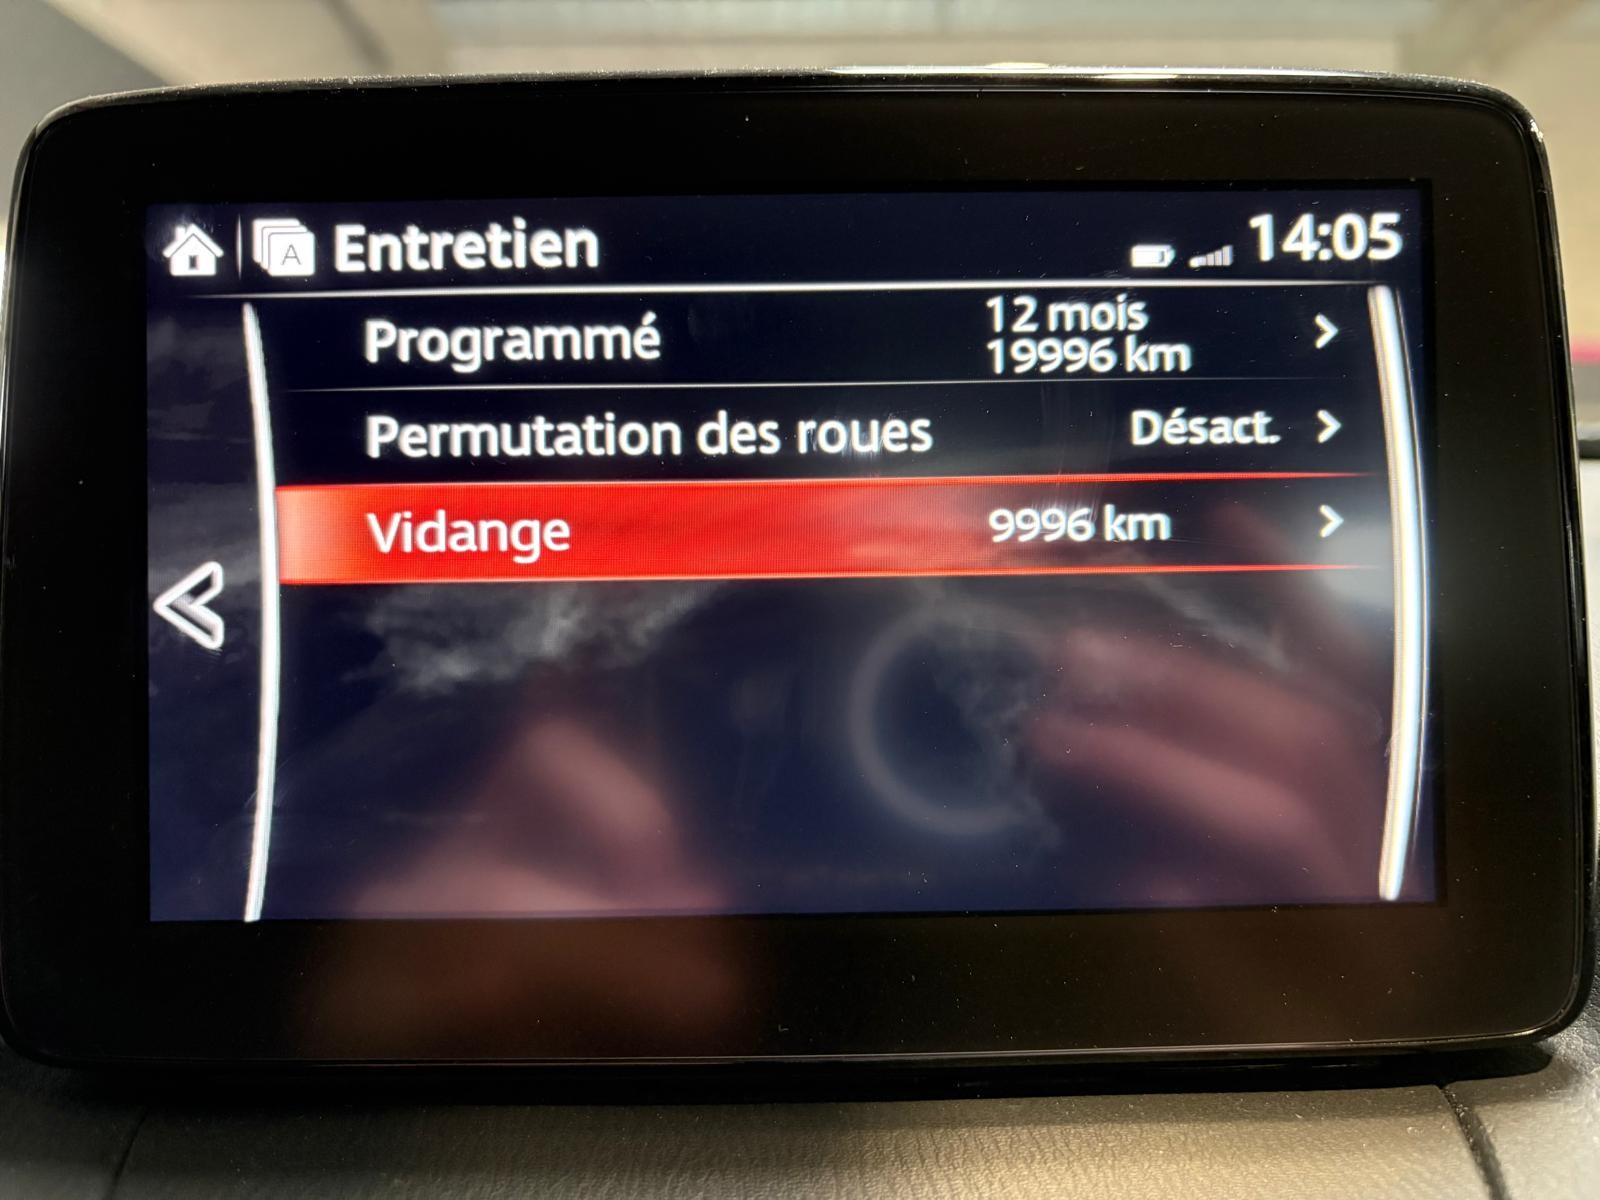 A Entretien 14:05
Programmé 12 mois
19996 km
Permutation des roues Désact.
Vidange 9996 km